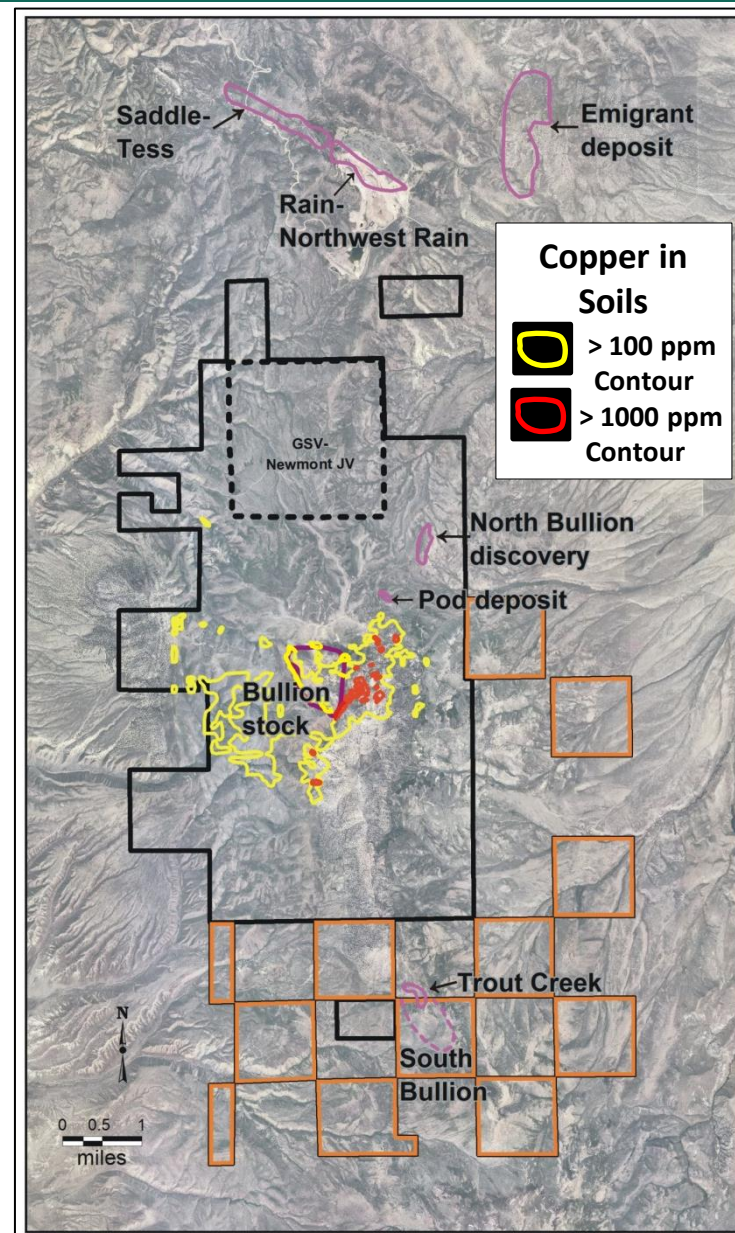 Saddle-
Tess
Emigrant
deposit
Rain-
Northwest Rain
Copper in
Soils
> 100 ppm
Contour
> 1000 ppm
Contour
GSV-
Newmont JV
North Bullion
discovery
Pod deposit
Bullion
stock
Trout Creek
South
Bullion
N
0 0.5 1
miles